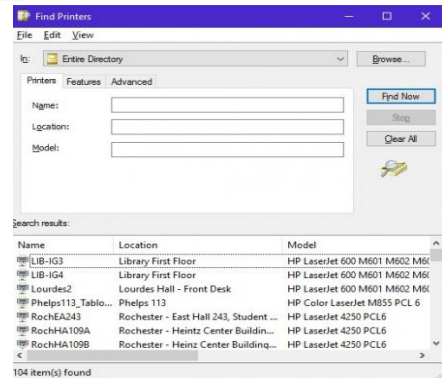 Find Printers
File Edit View
In: Entire Directory Browse...
Printers Features Advanced
Find Now
Name:
Stop
Location:
Clear All
Model:
Search results:
Name Location Model
LIB-IG3 Library First Floor HP LaserJet 600 M601 M602 M6
LIB-IG4 Library First Floor HP LaserJet 600 M601 M602 M6
Lourdes2 Lourdes Hall - Front Desk HP LaserJet 600 M601 M602 M6
Phelps113_Tablo... Phelps 113 HP Color LaserJet M855 PCL 6
RochEA243 Rochester - East Hall 243, Student ... HP LaserJet 4250 PCL6
RochHA109A Rochester - Heintz Center Buildin... HP LaserJet 4250 PCL6
RochHA109B Rochester - Heintz Center Building... HP LaserJet 4250 PCL6
104 item(s) found